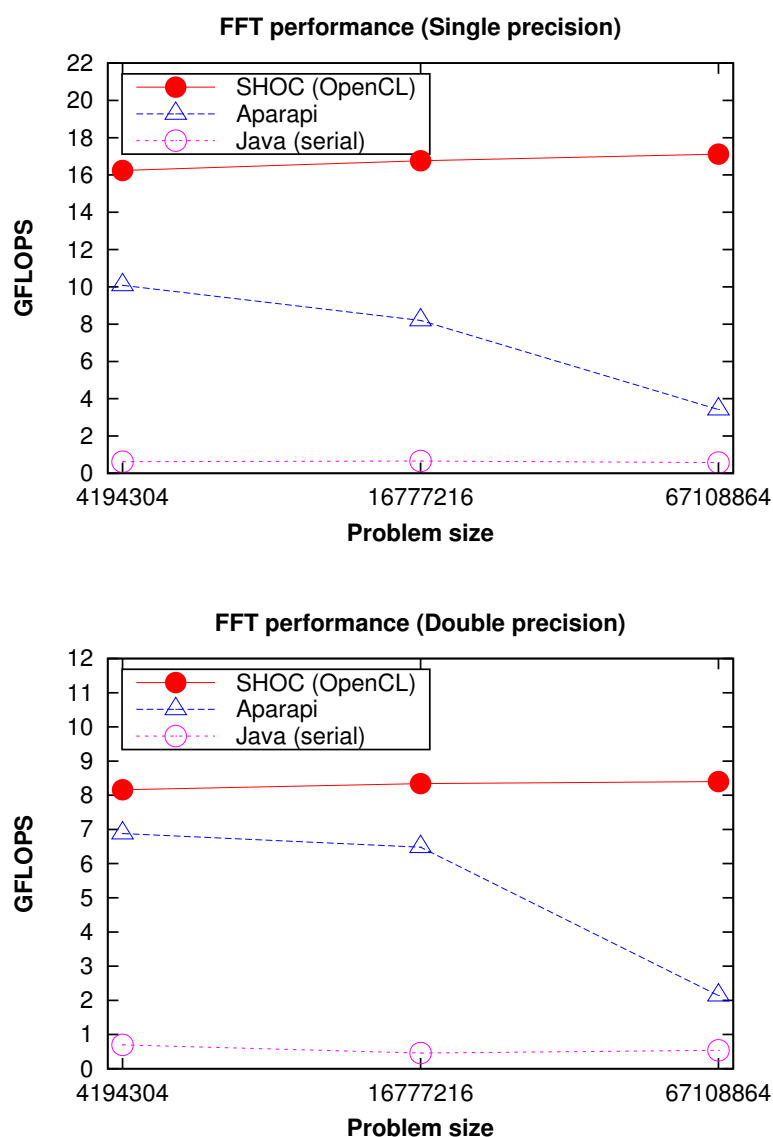 FFT performance (Single precision)
22
20
18
16
14
12
10
8
6
4
2
0
GFLOPS
SHOC (OpenCL)
Aparapi
Java (serial)
4194304 16777216 67108864
Problem size
FFT performance (Double precision)
12
11
10
9
8
7
6
5
4
3
2
1
0
GFLOPS
SHOC (OpenCL)
Aparapi
Java (serial)
4194304 16777216 67108864
Problem size